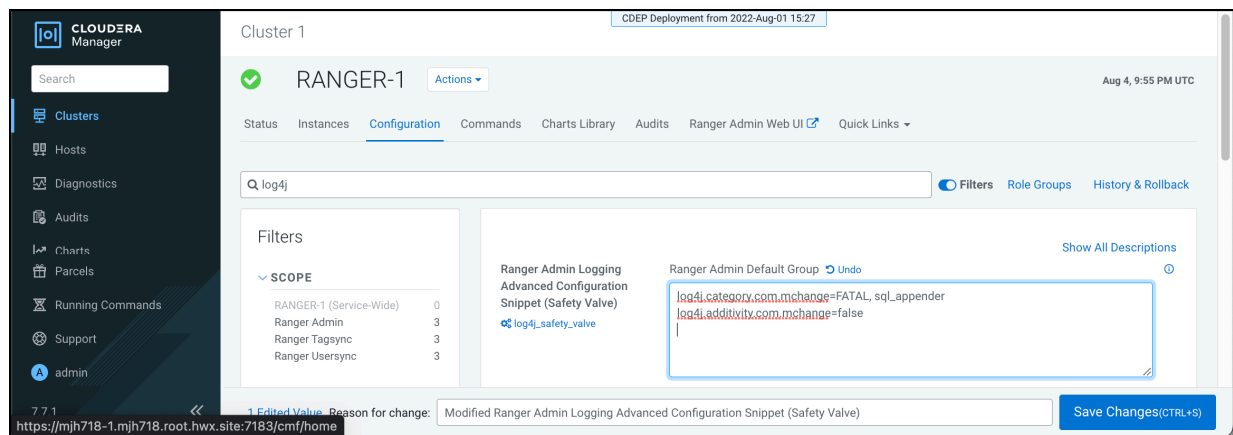 CLOUDERA
Manager
Search
Clusters
Hosts
Diagnostics
Audits
Charts
Parcels
Running Commands
Support
A admin
7.7.1
https://mjh718-1.mjh718.root.hwx.site:7183/cmf/home
CDEP Deployment from 2022-Aug-01 15:27
Cluster 1
RANGER-1
Actions
Aug 4, 9:55 PM UTC
Status Instances Configuration Commands Charts Library Audits Ranger Admin Web UI Quick Links
log4j
Filters Role Groups History & Rollback
Filters
SCOPE
RANGER-1 (Service-Wide) 0
Ranger Admin 3
Ranger Tagsync 3
Ranger Usersync 3
Show All Descriptions
Ranger Admin Logging
Advanced Configuration
Snippet (Safety Valve)
log4j_safety_valve
Ranger Admin Default Group Undo
log4j.category.com.mchange=FATAL, sql_appender
log4j.additivity.com.mchange=false
1 Edited Value Reason for change: Modified Ranger Admin Logging Advanced Configuration Snippet (Safety Valve)
Save Changes(CTRL+S)